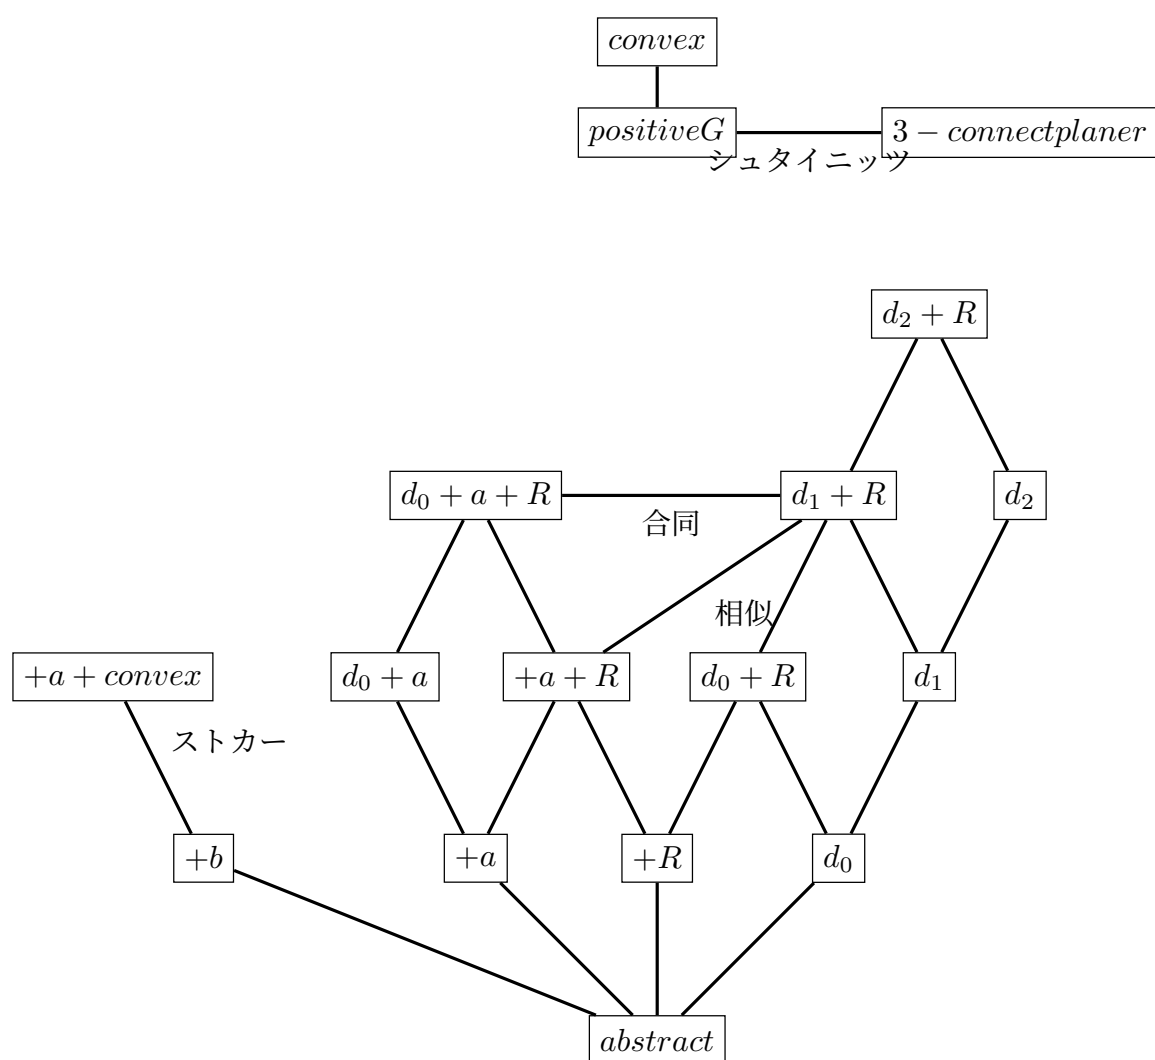 convex
positiveG
3 − connectplaner
シュタイニッツ
d₂ + R
d₀ + a + R
d₁ + R
d₂
合同
相似
+a + convex
d₀ + a
+a + R
d₀ + R
d₁
ストカー
+b
+a
+R
d₀
abstract